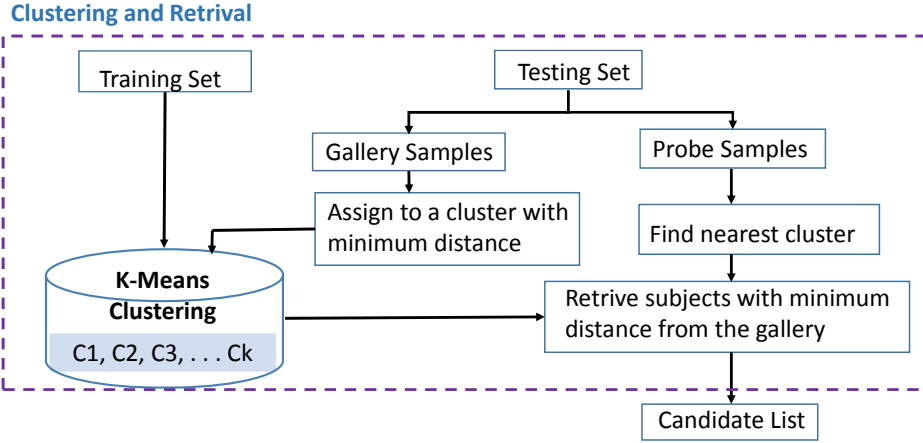 Clustering and Retrival
Training Set
Testing Set
Gallery Samples
Probe Samples
Assign to a cluster with
minimum distance
Find nearest cluster
K-Means
Clustering
C1, C2, C3, . . . Ck
Retrive subjects with minimum
distance from the gallery
Candidate List